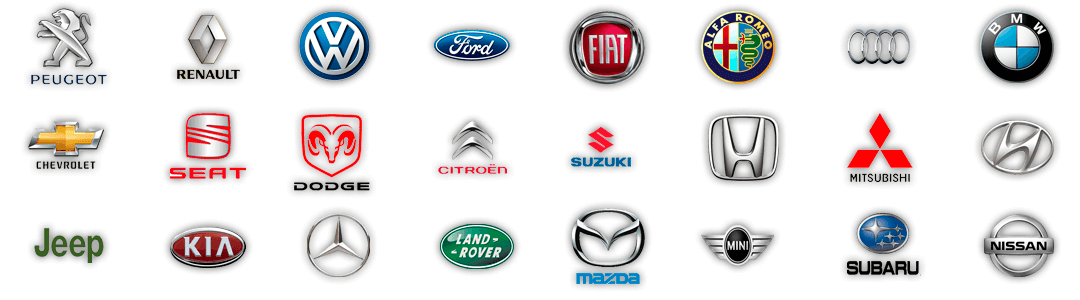 PEUGEOT
RENAULT
Ford
FIAT
ALFA ROMEO
BMW
CHEVROLET
SEAT
DODGE
CITROËN
SUZUKI
MITSUBISHI
Jeep
KIA
LAND-
-ROVER
mazda
MINI
SUBARU
NISSAN